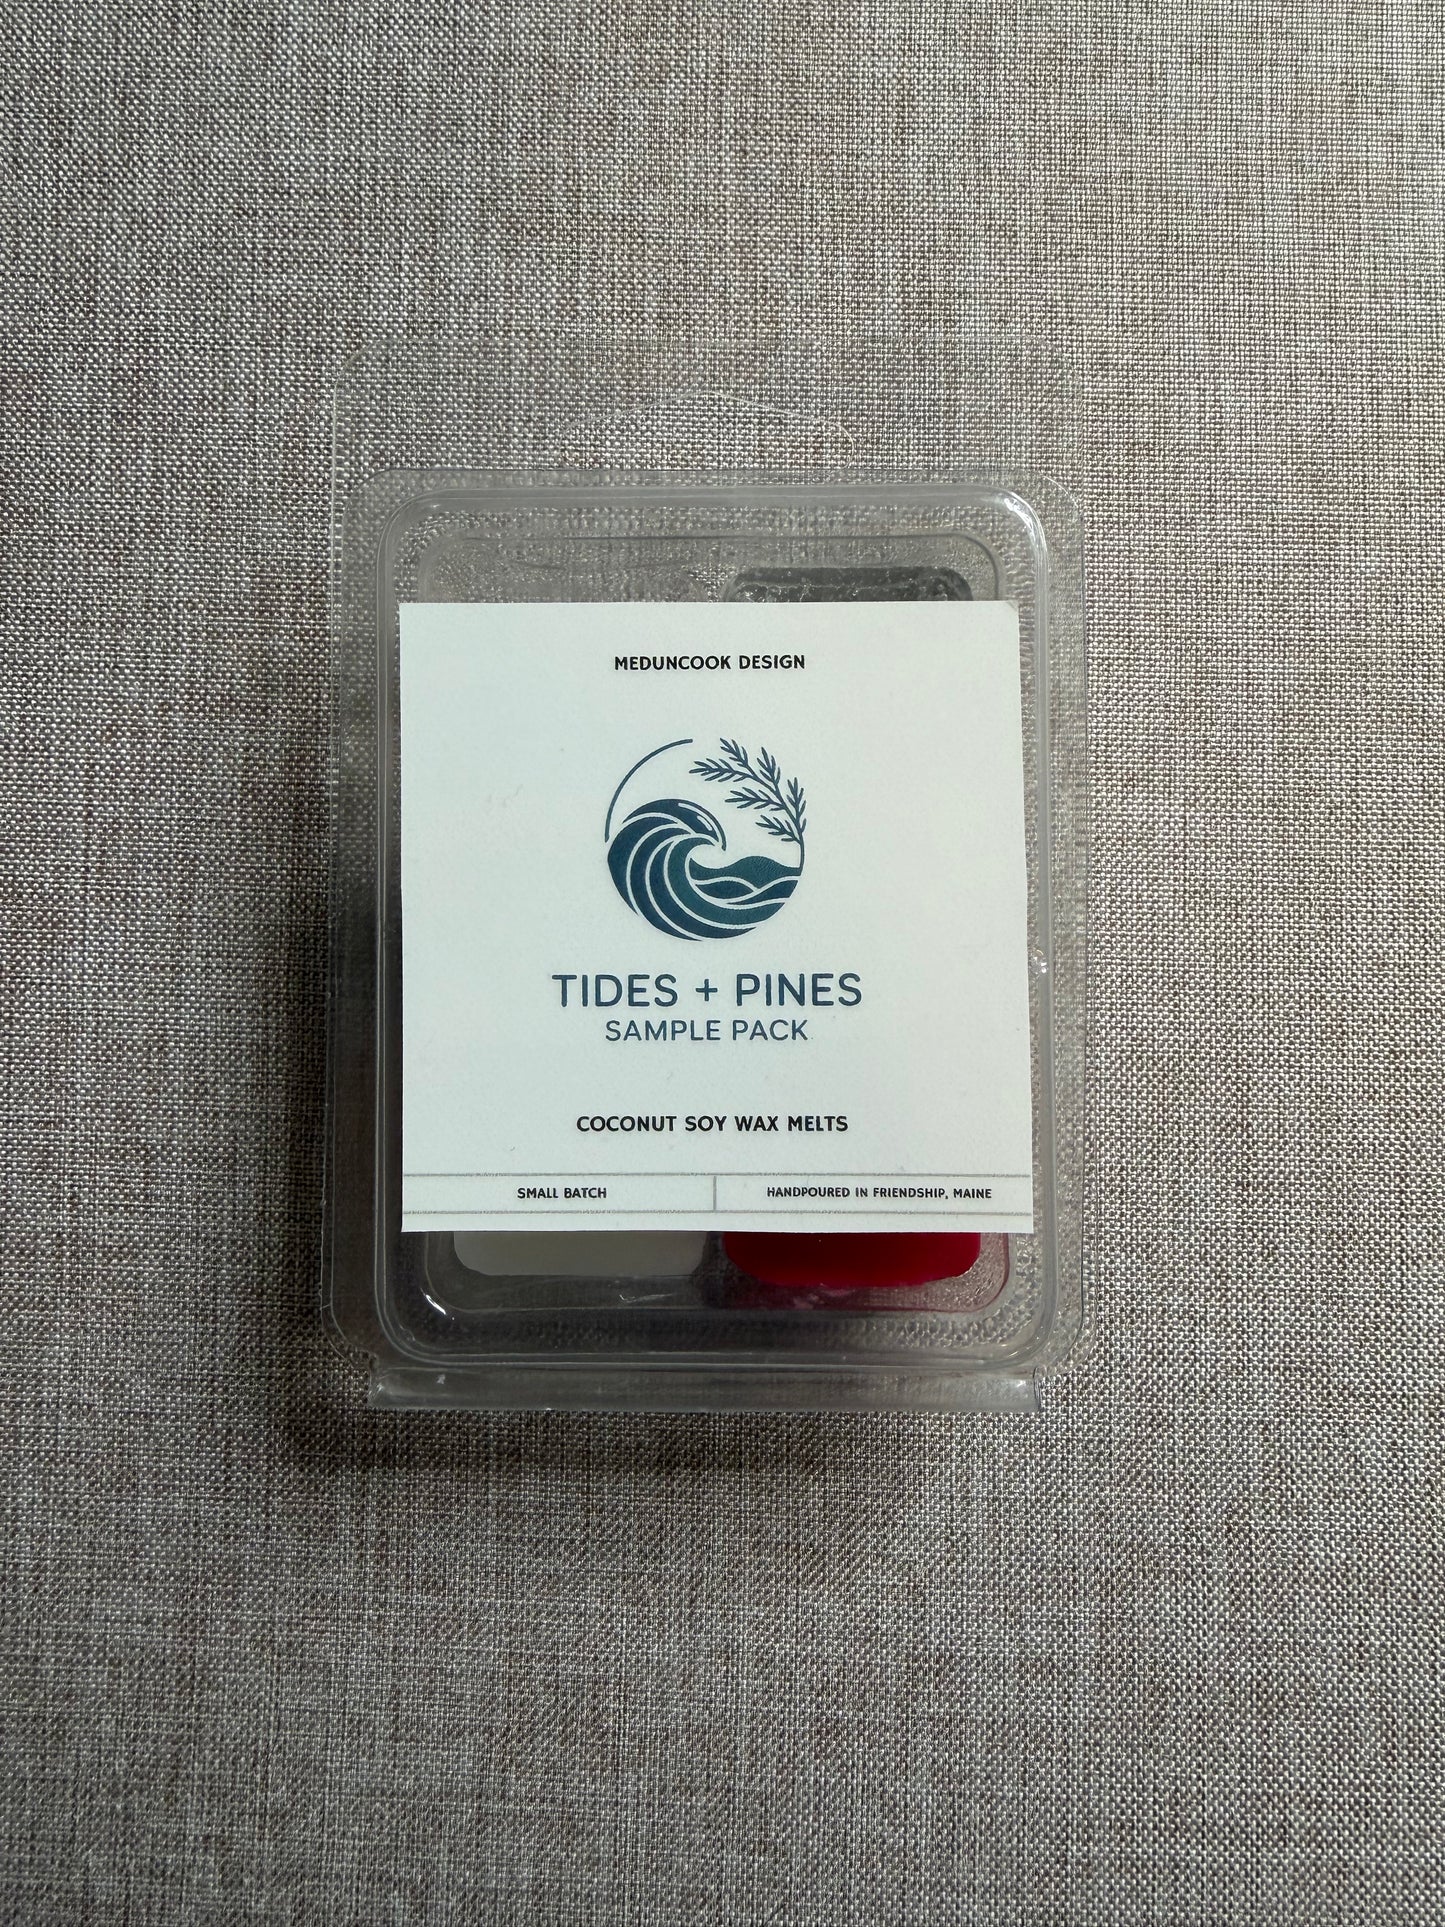 MEDUNCOOK DESIGN
TIDES + PINES
SAMPLE PACK
COCONUT SOY WAX MELTS
SMALL BATCH
HANDPOURED IN FRIENDSHIP, MAINE